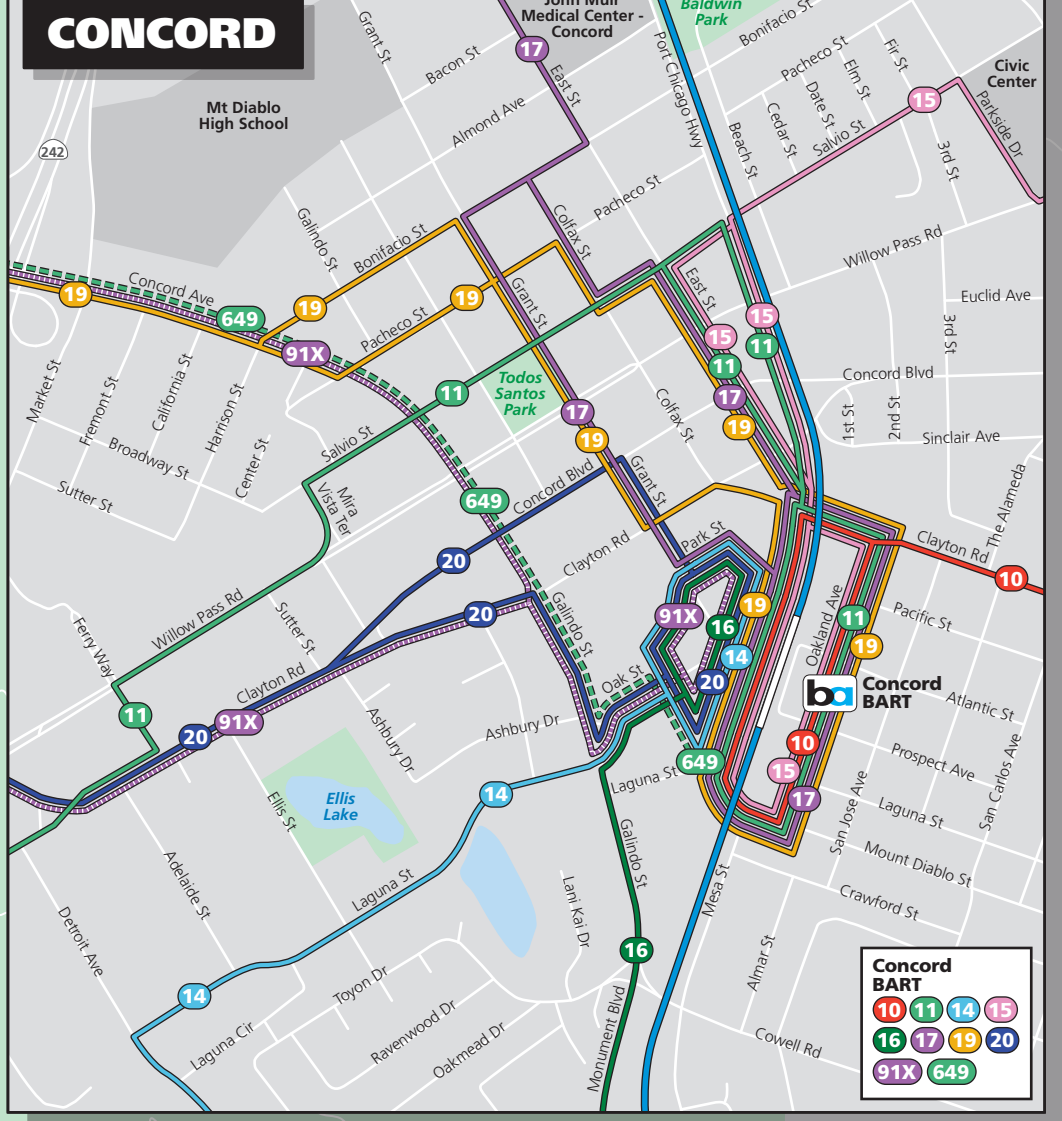 CONCORD
John Muir
Medical Center -
Concord
Baldwin
Park
Grant St
Bacon St
17
East St
Port Chicago Hwy
Bonifacio St
Pacheco St
Fir St
Elm St
Date St
Cedar St
Beach St
Salvio St
15
Civic
Center
Parkside Dr
3rd St
Mt Diablo
High School
Almond Ave
242
Galindo St
Bonifacio St
Colfax St
Pacheco St
Willow Pass Rd
Euclid Ave
3rd St
Concord Ave
19
649
19
19
91X
Pacheco St
Grant St
East St
15
11
17
19
15
11
Market St
Fremont St
California St
Harrison St
Center St
Broadway St
Sutter St
Salvio St
Mira
Vista Ter
11
Todos
Santos
Park
17
19
Colfax St
Concord Blvd
1st St
2nd St
Sinclair Ave
The Alameda
649
Concord Blvd
Grant St
Clayton Rd
Park St
20
20
Galindo St
Clayton Rd
10
Ferry Way
Willow Pass Rd
Sutter St
Clayton Rd
11
20
91X
91X
16
14
20
19
Oak St
Oakland Ave
11
19
Pacific St
Concord
BART
ba
Atlantic St
Prospect Ave
San Carlos Ave
10
15
17
649
Laguna St
Ashbury Dr
Ashbury Dr
14
Ellis
Lake
Ellis St
Laguna St
San Jose Ave
Mount Diablo St
Crawford St
Galindo St
Adelaide St
Laguna St
Lani Kai Dr
Mesa St
Detroit Ave
14
16
Toyon Dr
Almar St
Laguna Cir
Ravenwood Dr
Oakmead Dr
Monument Blvd
Cowell Rd
Concord
BART
10 11 14 15
16 17 19 20
91X 649